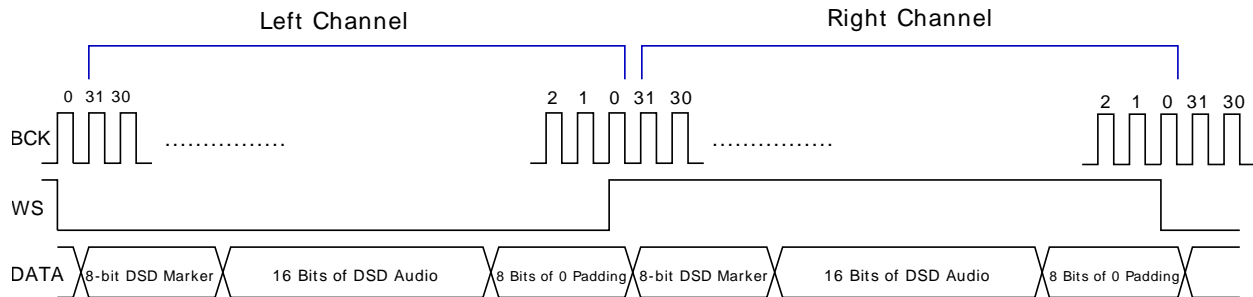 Left Channel
Right Channel
0 31 30
2 1 0 31 30
2 1 0 31 30
BCK
................
................
WS
DATA
8-bit DSD Marker
16 Bits of DSD Audio
8 Bits of 0 Padding
8-bit DSD Marker
16 Bits of DSD Audio
8 Bits of 0 Padding